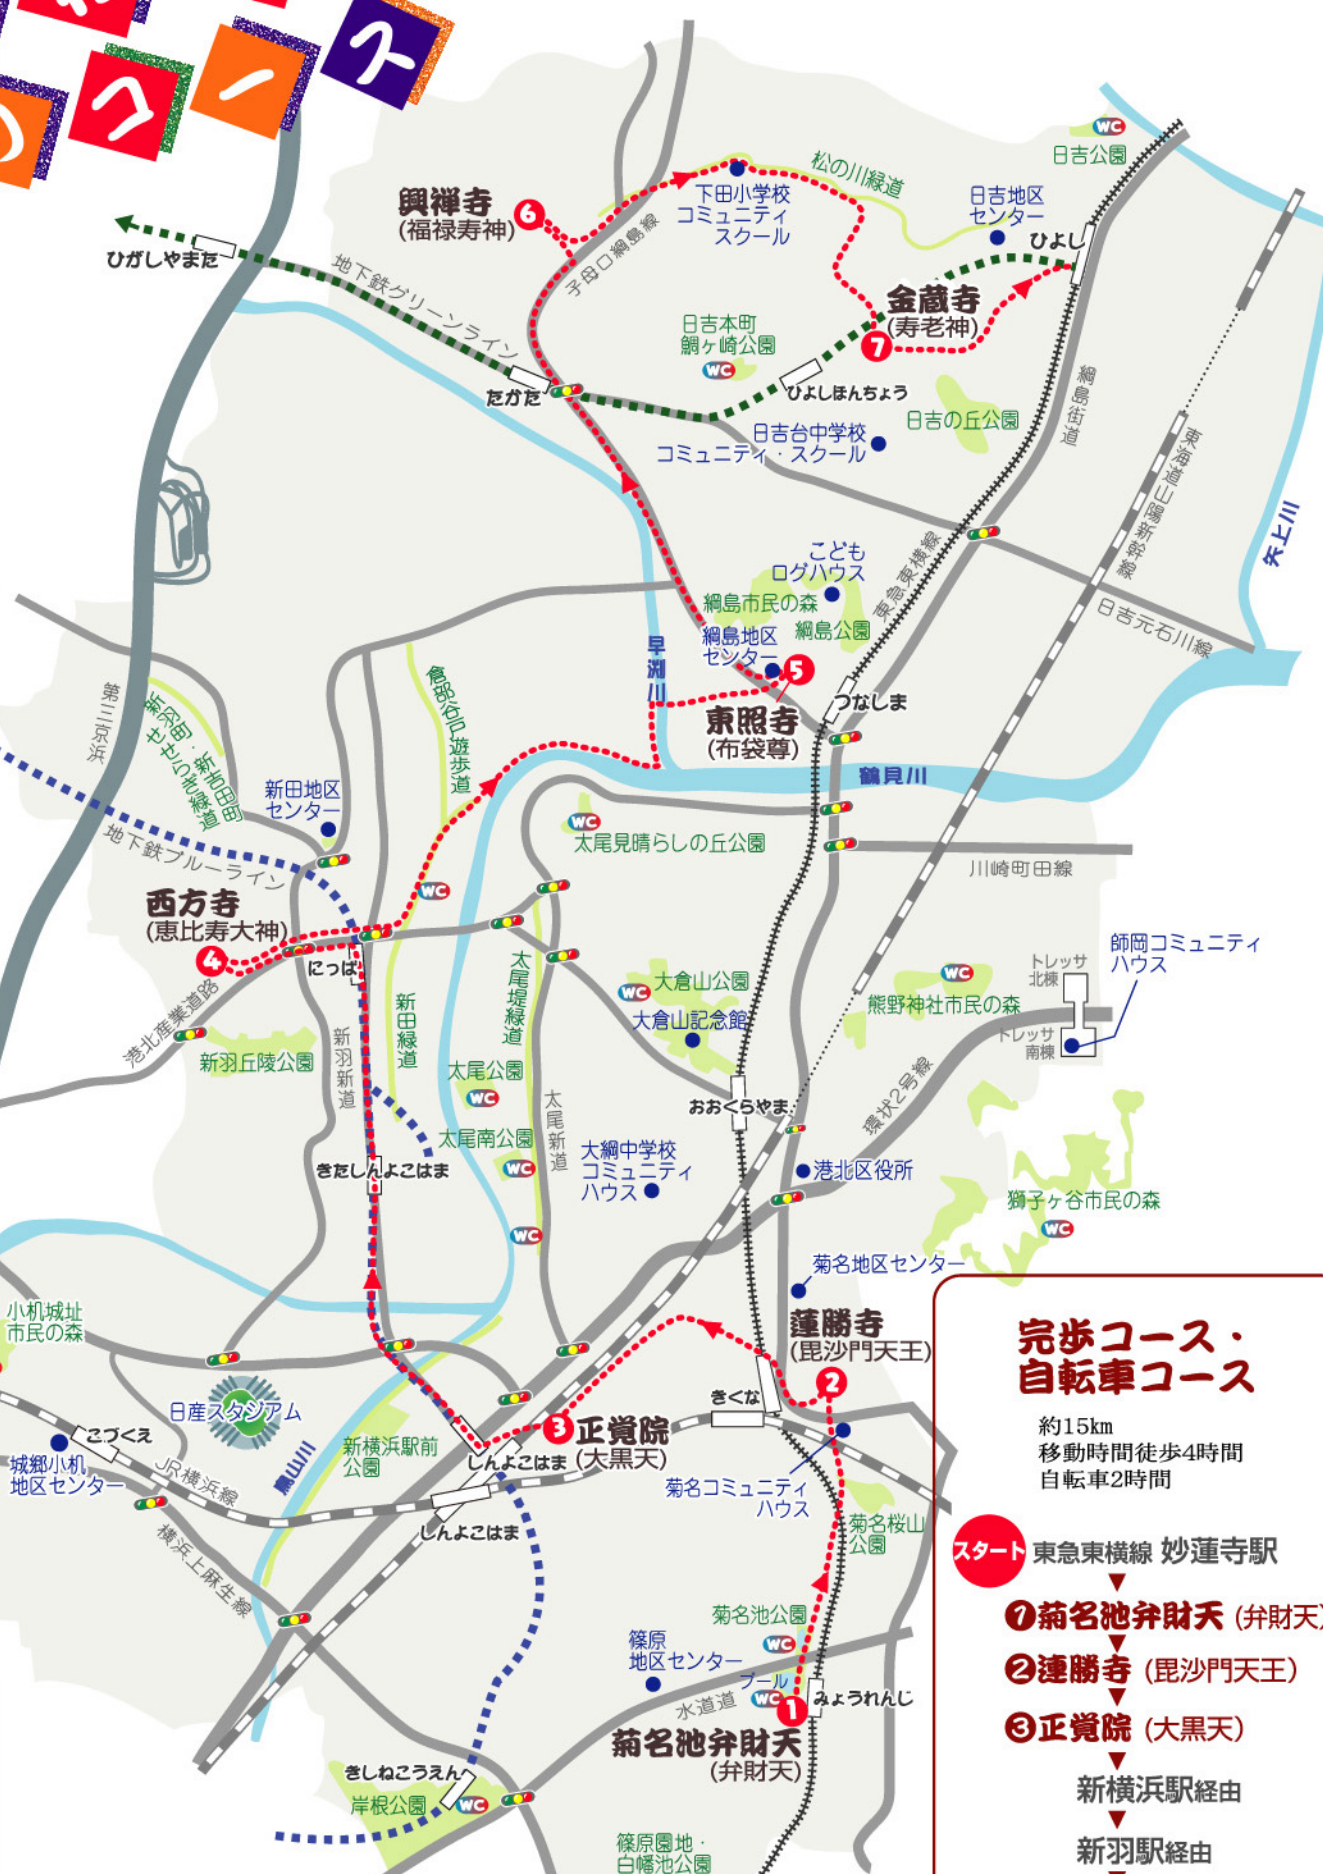 コース
日吉公園
松の川緑道
下田小学校
コミュニティ
スクール
日吉地区
センター
興禅寺
(福禄寿神)
6
ひよし
ひがしやまた
地下鉄グリーンライン
子母口綱島線
金蔵寺
(寿老神)
7
日吉本町
鯛ヶ崎公園
WC
WC
たかた
ひよしほんちょう
日吉の丘公園
綱島街道
日吉台中学校
コミュニティ・スクール
東海道山陽新幹線
矢上川
こども
ログハウス
東急東横線
綱島市民の森
綱島公園
日吉元石川線
綱島地区
センター
5
早渕川
東照寺
(布袋尊)
つなしま
倉部谷戸遊歩道
第三京浜
新羽町・新吉田町
せせらぎ緑道
鶴見川
新田地区
センター
地下鉄ブルーライン
WC
太尾見晴らしの丘公園
川崎町田線
西方寺
(恵比寿大神)
4
WC
にっぱ
港北産業道路
新羽丘陵公園
新羽新道
新田緑道
太尾堤緑道
大倉山公園
WC
大倉山記念館
WC
熊野神社市民の森
トレッサ
北棟
トレッサ
南棟
師岡コミュニティ
ハウス
太尾公園
WC
おおくらやま
環状2号線
太尾新道
太尾南公園
WC
きたしんよこはま
大綱中学校
コミュニティ
ハウス
港北区役所
獅子ヶ谷市民の森
WC
WC
菊名地区センター
小机城址
市民の森
蓮勝寺
(毘沙門天王)
2
きくな
日産スタジアム
3
正覚院
(大黒天)
しんよこはま
新横浜駅前
公園
鳥山川
こづくえ
城郷小机
地区センター
JR横浜線
横浜上麻生線
しんよこはま
菊名コミュニティ
ハウス
菊名桜山
公園
菊名池公園
WC
篠原
地区センター
プール
WC
1
みょうれんじ
水道道
菊名池弁財天
(弁財天)
きしねこうえん
岸根公園
WC
篠原園地・
白幡池公園
完歩コース・
自転車コース
約15km
移動時間徒歩4時間
自転車2時間
スタート 東急東横線 妙蓮寺駅
▼
❶菊名池弁財天 (弁財天)
▼
❷連勝寺 (毘沙門天王)
▼
❸正覚院 (大黒天)
▼
新横浜駅経由
▼
新羽駅経由